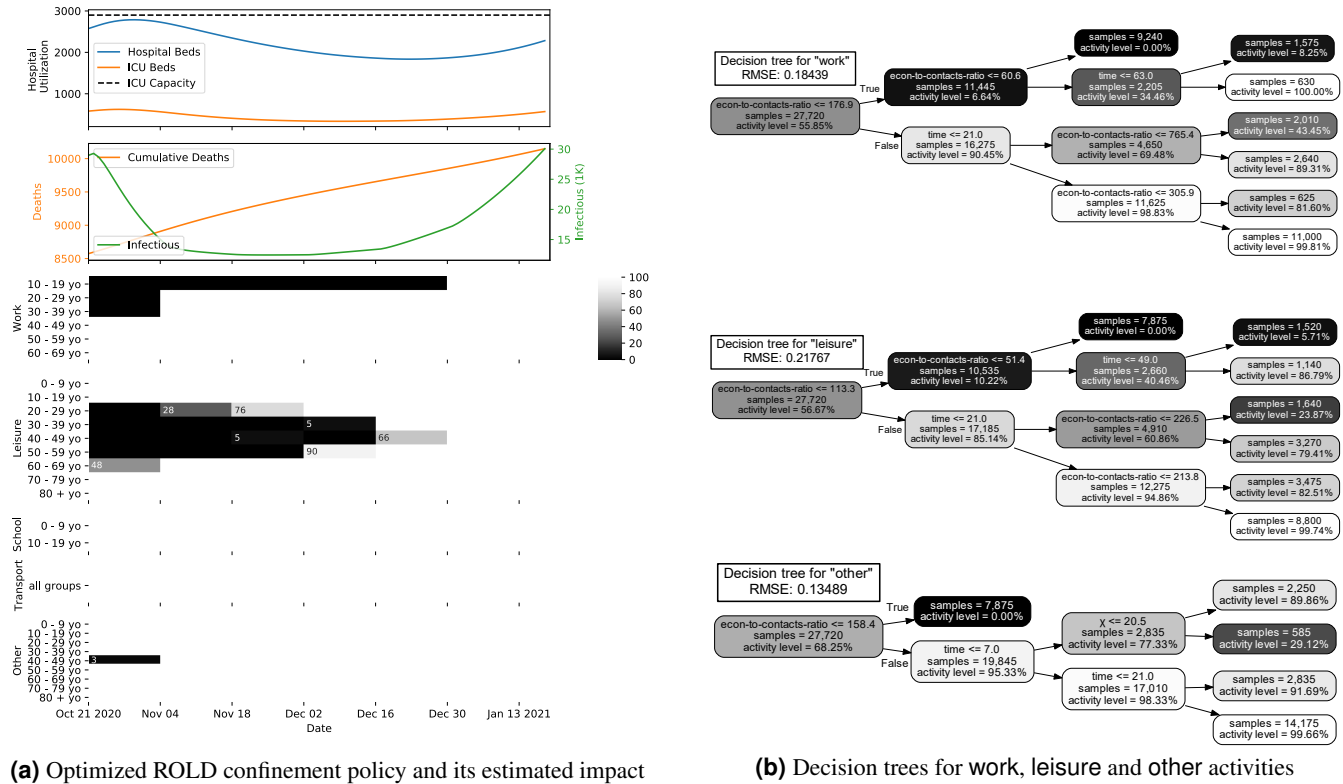 3000
2000
1000
Hospital
Utilization
Hospital Beds
ICU Beds
ICU Capacity
10000
9500
9000
8500
Deaths
Cumulative Deaths
Infectious
30
25
20
15
Infectious (1K)
Work
10 - 19 yo
20 - 29 yo
30 - 39 yo
40 - 49 yo
50 - 59 yo
60 - 69 yo
100
80
60
40
20
0
Leisure
0 - 9 yo
10 - 19 yo
20 - 29 yo
28
76
30 - 39 yo
5
40 - 49 yo
5
66
50 - 59 yo
90
60 - 69 yo
48
70 - 79 yo
80 + yo
School
0 - 9 yo
10 - 19 yo
Transport
all groups
Other
0 - 9 yo
10 - 19 yo
20 - 29 yo
30 - 39 yo
40 - 49 yo
3
50 - 59 yo
60 - 69 yo
70 - 79 yo
80 + yo
Oct 21 2020
Nov 04
Nov 18
Dec 02
Dec 16
Dec 30
Jan 13 2021
Date
(a) Optimized ROLD confinement policy and its estimated impact
Decision tree for "work"
RMSE: 0.18439
econ-to-contacts-ratio <= 176.9
samples = 27,720
activity level = 55.85%
True
False
econ-to-contacts-ratio <= 60.6
samples = 11,445
activity level = 6.64%
time <= 21.0
samples = 16,275
activity level = 90.45%
samples = 9,240
activity level = 0.00%
time <= 63.0
samples = 2,205
activity level = 34.46%
econ-to-contacts-ratio <= 765.4
samples = 4,650
activity level = 69.48%
econ-to-contacts-ratio <= 305.9
samples = 11,625
activity level = 98.83%
samples = 1,575
activity level = 8.25%
samples = 630
activity level = 100.00%
samples = 2,010
activity level = 43.45%
samples = 2,640
activity level = 89.31%
samples = 625
activity level = 81.60%
samples = 11,000
activity level = 99.81%
Decision tree for "leisure"
RMSE: 0.21767
econ-to-contacts-ratio <= 113.3
samples = 27,720
activity level = 56.67%
True
False
econ-to-contacts-ratio <= 51.4
samples = 10,535
activity level = 10.22%
time <= 21.0
samples = 17,185
activity level = 85.14%
samples = 7,875
activity level = 0.00%
time <= 49.0
samples = 2,660
activity level = 40.46%
econ-to-contacts-ratio <= 226.5
samples = 4,910
activity level = 60.86%
econ-to-contacts-ratio <= 213.8
samples = 12,275
activity level = 94.86%
samples = 1,520
activity level = 5.71%
samples = 1,140
activity level = 86.79%
samples = 1,640
activity level = 23.87%
samples = 3,270
activity level = 79.41%
samples = 3,475
activity level = 82.51%
samples = 8,800
activity level = 99.74%
Decision tree for "other"
RMSE: 0.13489
econ-to-contacts-ratio <= 158.4
samples = 27,720
activity level = 68.25%
True
False
samples = 7,875
activity level = 0.00%
time <= 7.0
samples = 19,845
activity level = 95.33%
χ <= 20.5
samples = 2,835
activity level = 77.33%
time <= 21.0
samples = 17,010
activity level = 98.33%
samples = 2,250
activity level = 89.86%
samples = 585
activity level = 29.12%
samples = 2,835
activity level = 91.69%
samples = 14,175
activity level = 99.66%
(b) Decision trees for work, leisure and other activities